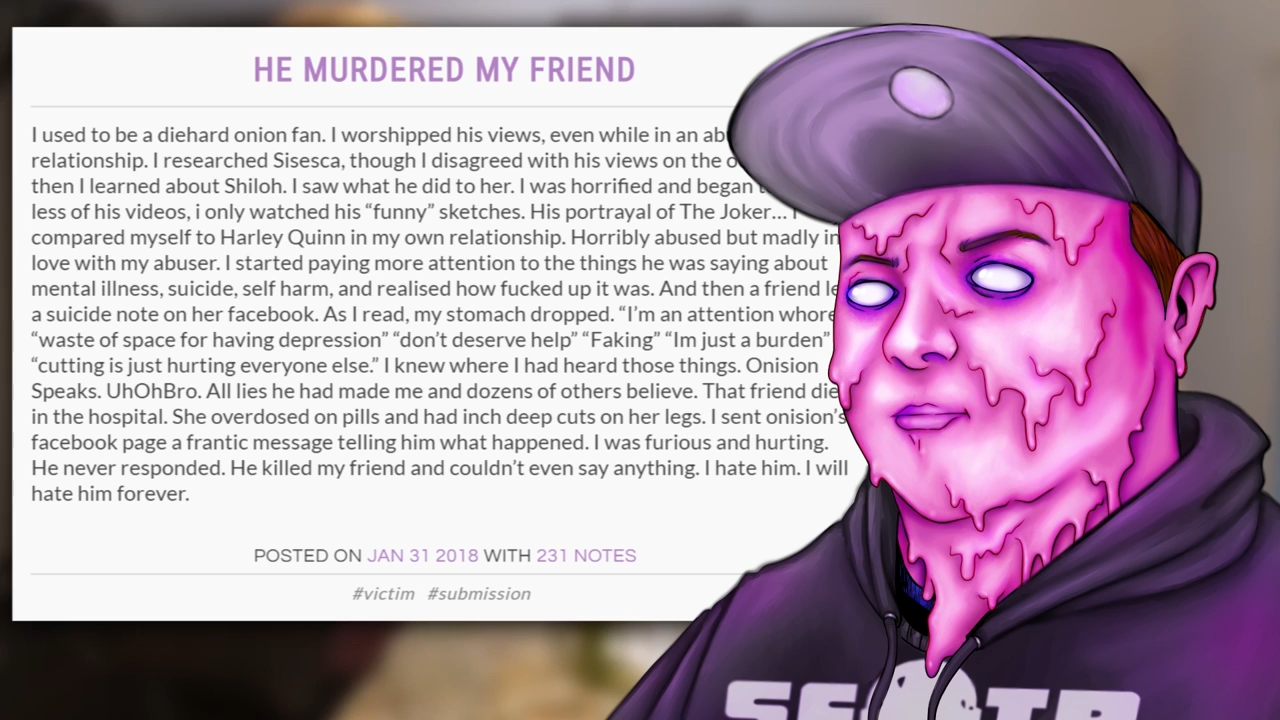 HE MURDERED MY FRIEND
I used to be a diehard onion fan. I worshipped his views, even while in an
relationship. I researched Sisesca, though I disagreed with his views on the
then I learned about Shiloh. I saw what he did to her. I was horrified and began
less of his videos, i only watched his “funny” sketches. His portrayal of The Joker… I
compared myself to Harley Quinn in my own relationship. Horribly abused but madly in
love with my abuser. I started paying more attention to the things he was saying about
mental illness, suicide, self harm, and realised how fucked up it was. And then a friend
a suicide note on her facebook. As I read, my stomach dropped. “I’m an attention whore
“waste of space for having depression” “don’t deserve help” “Faking” “Im just a burden”
“cutting is just hurting everyone else.” I knew where I had heard those things. Onision
Speaks. UhOhBro. All lies he had made me and dozens of others believe. That friend
in the hospital. She overdosed on pills and had inch deep cuts on her legs. I sent onision’s
facebook page a frantic message telling him what happened. I was furious and hurting.
He never responded. He killed my friend and couldn’t even say anything. I hate him. I will
hate him forever.
POSTED ON JAN 31 2018 WITH 231 NOTES
#victim #submission